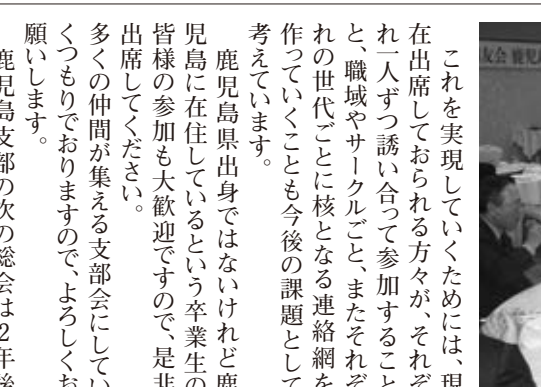 友会 鹿児
これを実現していくためには、現
在出席しておられる方々が、それぞ
れ一人ずつ誘い合って参加すること
と、職域やサークルごと、またそれぞ
れの世代ごとに核となる連絡網を
作っていくことも今後の課題として
考えています。
鹿児島県出身ではないけれど鹿
児島に在住しているという卒業生の
皆様の参加も大歓迎ですので、是非
出席してください。
多くの仲間が集える支部会にしてい
くつもりでおりますので、よろしくお
願いします。
鹿児島支部の次の総会は2年後